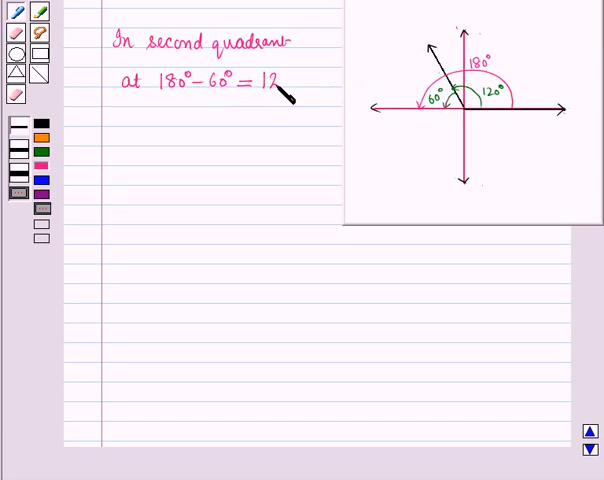 In second quadrant
at 180° - 60° = 12
180°
60°
120°